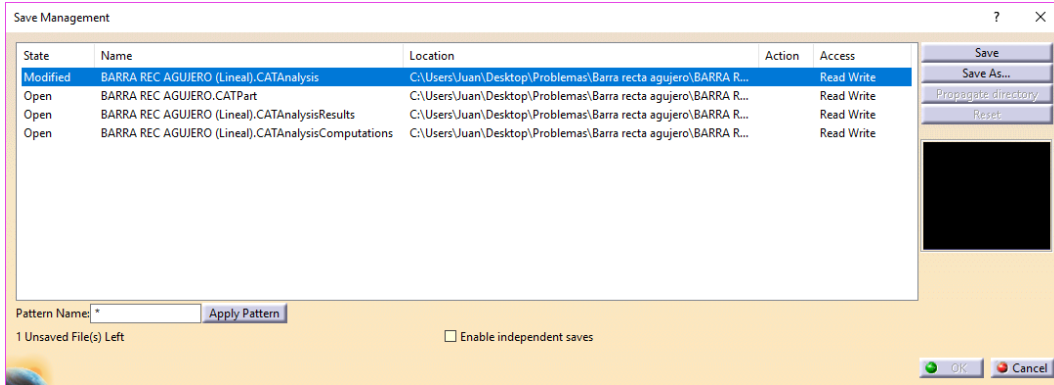 Save Management ? X
State Name Location Action Access
Modified BARRA REC AGUJERO (Lineal).CATAnalysis C:\Users\Juan\Desktop\Problemas\Barra recta agujero\BARRA R... Read Write
Open BARRA REC AGUJERO.CATPart C:\Users\Juan\Desktop\Problemas\Barra recta agujero\BARRA R... Read Write
Open BARRA REC AGUJERO (Lineal).CATAnalysisResults C:\Users\Juan\Desktop\Problemas\Barra recta agujero\BARRA R... Read Write
Open BARRA REC AGUJERO (Lineal).CATAnalysisComputations C:\Users\Juan\Desktop\Problemas\Barra recta agujero\BARRA R... Read Write
Save
Save As...
Propagate directory
Reset
Pattern Name: * Apply Pattern
1 Unsaved File(s) Left Enable independent saves
OK Cancel